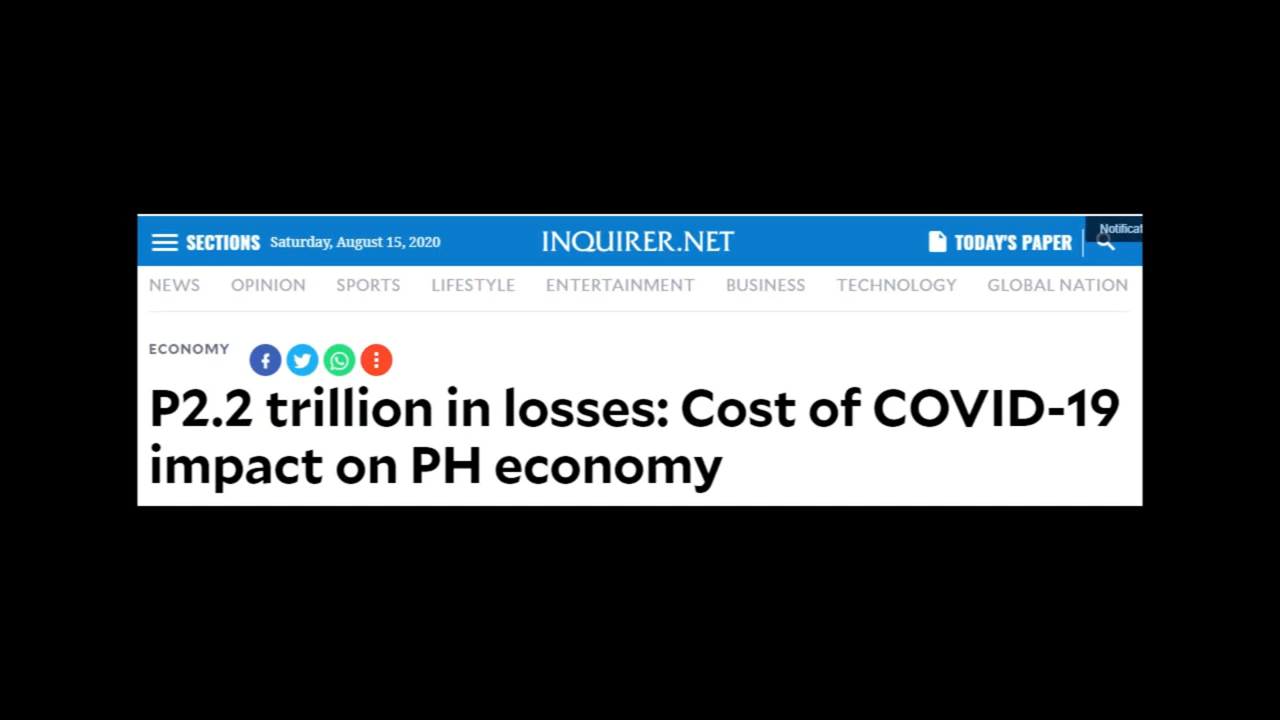 SECTIONS Saturday, August 15, 2020 INQUIRER.NET TODAY'S PAPER
NEWS OPINION SPORTS LIFESTYLE ENTERTAINMENT BUSINESS TECHNOLOGY GLOBAL NATION
ECONOMY
P2.2 trillion in losses: Cost of COVID-19
impact on PH economy